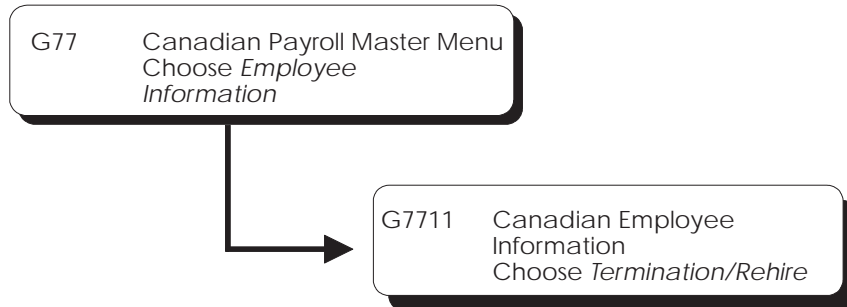 G77 Canadian Payroll Master Menu
Choose Employee
Information
G7711 Canadian Employee
Information
Choose Termination/Rehire